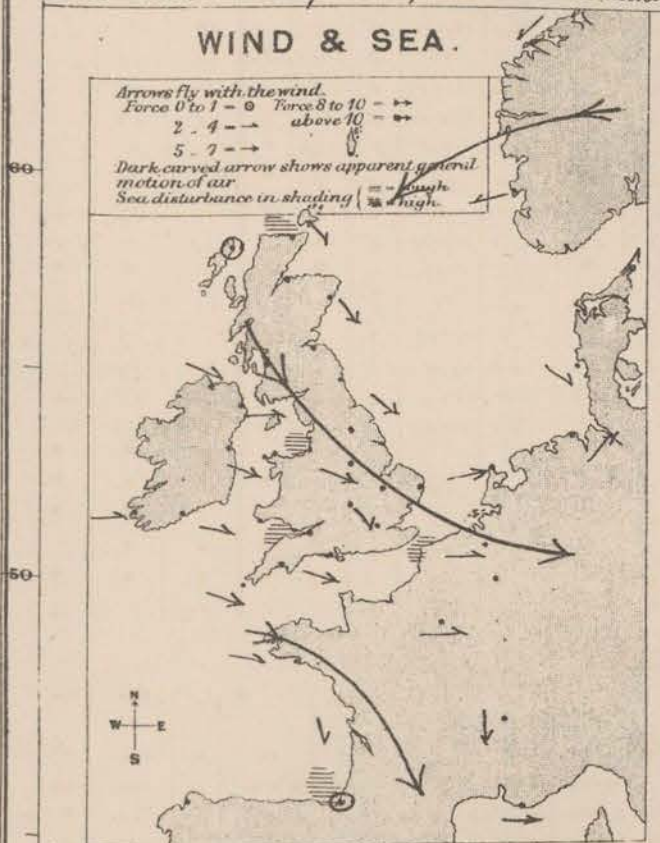 WIND & SEA.
Arrows fly with the wind.
Force 0 to 1 = ⊙ Force 8 to 10 = ↣
2 - 4 = → above 10 =
5 - 7 = →
Dark curved arrow shows apparent general
motion of air
Sea disturbance in shading { = rough
= high
60
50
N
W E
S